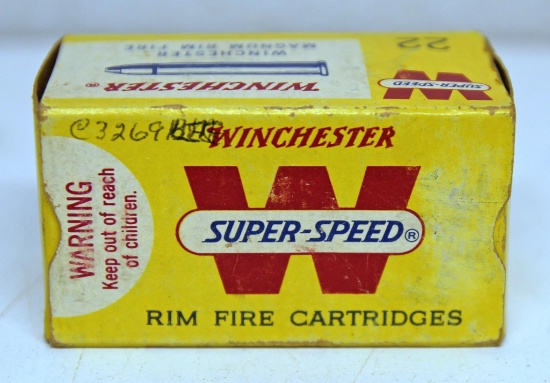 22
WINCHESTER
MAGNUM RIM FIRE
WINCHESTER®
W
SUPER-SPEED
C3269
WINCHESTER
W
SUPER-SPEED®
RIM FIRE CARTRIDGES
WARNING
Keep out of reach
of children.